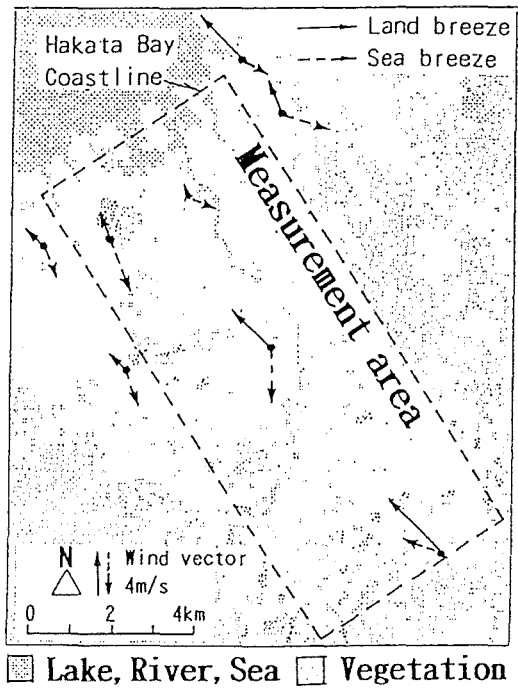 Hakata Bay
Coastline
Land breeze
Sea breeze
Measurement area
N
Wind vector
4m/s
0 2 4km
Lake, River, Sea
Vegetation